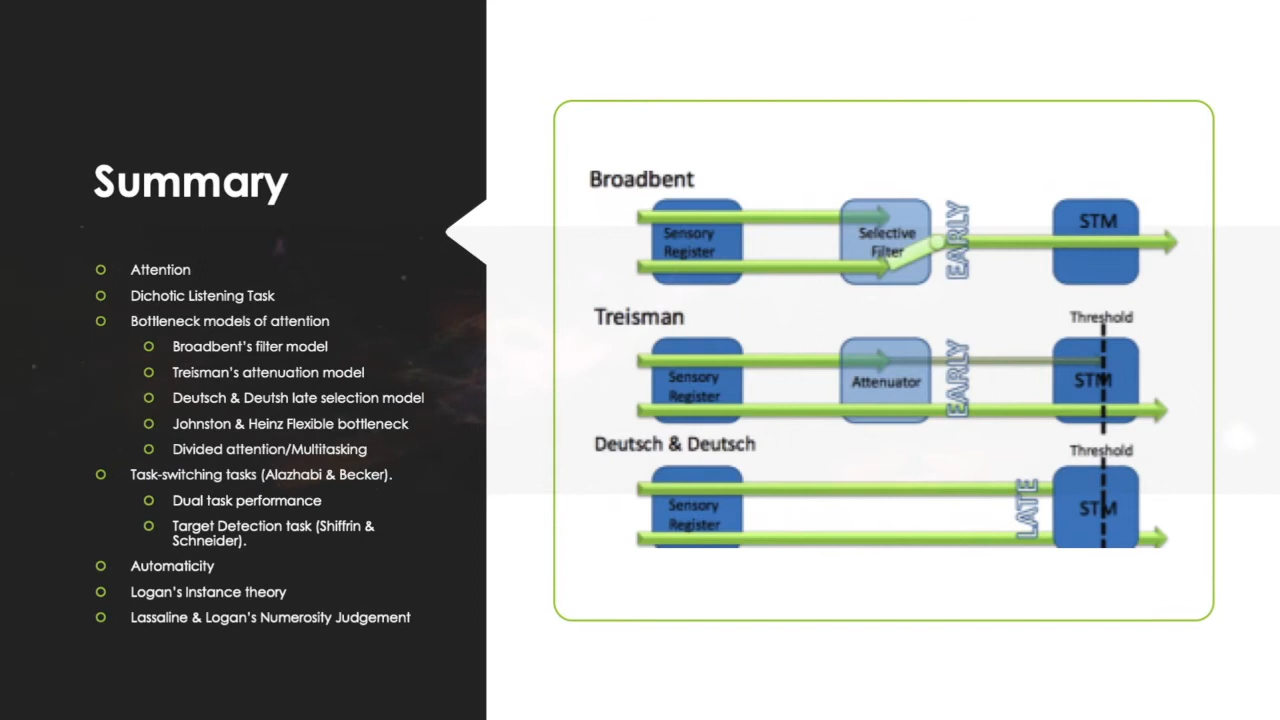 Summary
Attention
Dichotic Listening Task
Bottleneck models of attention
Broadbent's filter model
Treisman's attenuation model
Deutsch & Deutsh late selection model
Johnston & Heinz Flexible bottleneck
Divided attention/Multitasking
Task-switching tasks (Alazhabi & Becker).
Dual task performance
Target Detection task (Shiffrin &
Schneider).
Automaticity
Logan's Instance theory
Lassaline & Logan's Numerosity Judgement
Broadbent
Sensory
Register
Selective
Filter
EARLY
STM
Treisman
Threshold
Sensory
Register
Attenuator
EARLY
STM
Deutsch & Deutsch
Threshold
Sensory
Register
LATE
STM